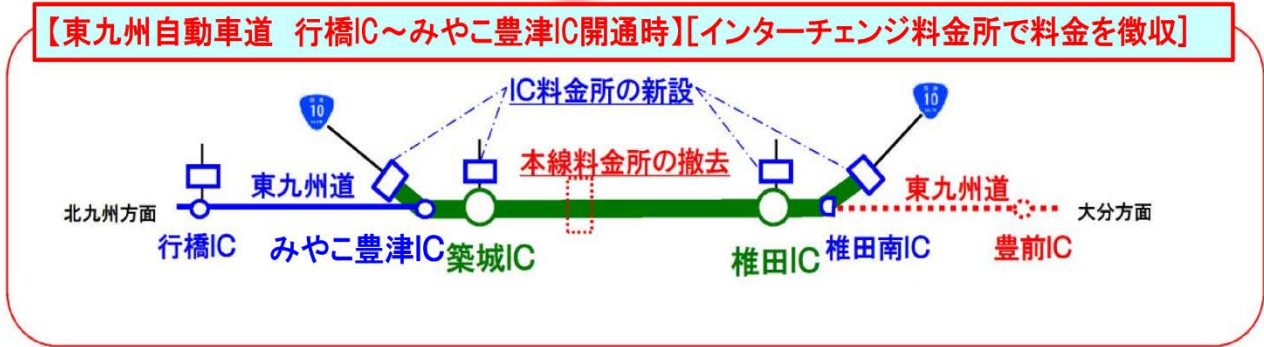 【東九州自動車道 行橋IC～みやこ豊津IC開通時】[インターチェンジ料金所で料金を徴収]
IC料金所の新設
10
10
本線料金所の撤去
東九州道
東九州道
北九州方面
大分方面
行橋IC
みやこ豊津IC
築城IC
椎田IC
椎田南IC
豊前IC